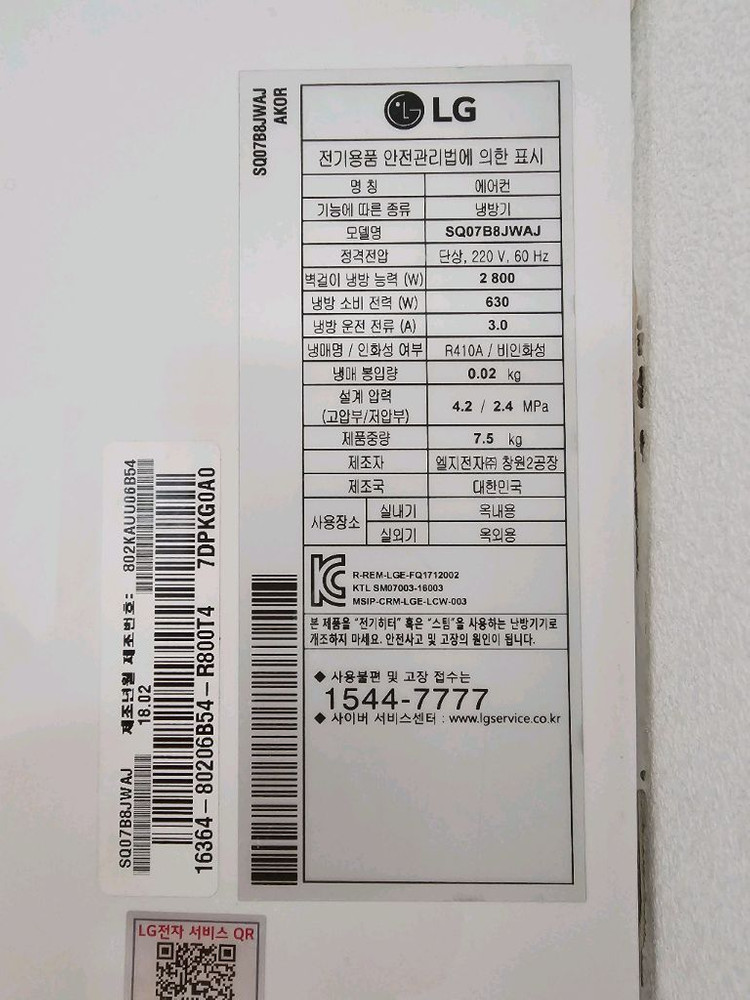 SQ07B8JWAJ
AKOR
LG
전기용품 안전관리법에 의한 표시
명 칭 에어컨
기능에 따른 종류 냉방기
모델명 SQ07B8JWAJ
정격전압 단상, 220 V, 60 Hz
벽걸이 냉방 능력 (W) 2 800
냉방 소비 전력 (W) 630
냉방 운전 전류 (A) 3.0
냉매명 / 인화성 여부 R410A / 비인화성
냉매 봉입량 0.02 kg
설계 압력
(고압부/저압부) 4.2 / 2.4 MPa
제품중량 7.5 kg
제조자 엘지전자㈜ 창원2공장
제조국 대한민국
사용장소 실내기 옥내용
실외기 옥외용
R-REM-LGE-FQ1712002
KTL SM07003-16003
MSIP-CRM-LGE-LCW-003
본 제품을 "전기히터" 혹은 "스팀"을 사용하는 난방기기로
개조하지 마세요. 안전사고 및 고장의 원인이 됩니다.
◆ 사용불편 및 고장 접수는
1544-7777
◆ 사이버 서비스센터 : www.lgservice.co.kr
SQ07B8JWAJ 제조년월 제조번호: 802KAUU06B54
18.02
16364-80206B54-R800T4 7DPKG0A0
LG전자 서비스 QR